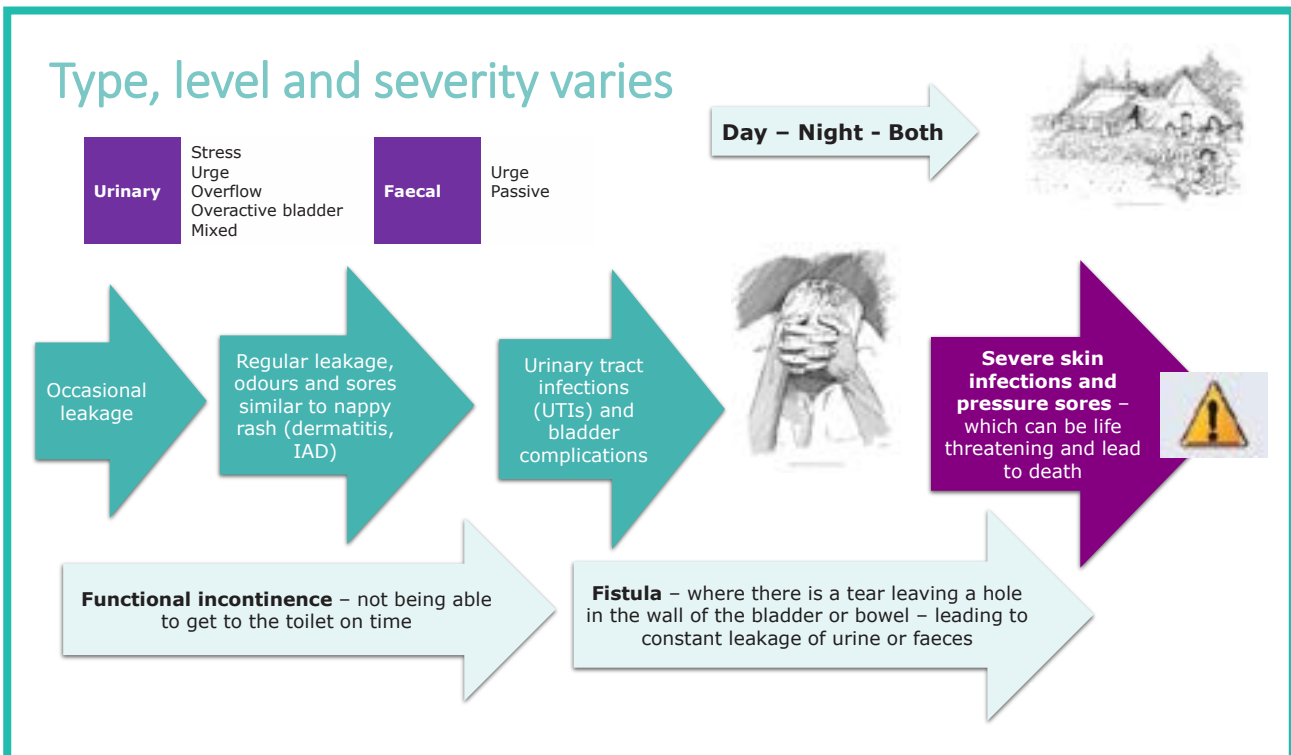 Type, level and severity varies
Day – Night - Both
Urinary
Stress
Urge
Overflow
Overactive bladder
Mixed
Faecal
Urge
Passive
Occasional
leakage
Regular leakage,
odours and sores
similar to nappy
rash (dermatitis,
IAD)
Urinary tract
infections
(UTIs) and
bladder
complications
Severe skin
infections and
pressure sores –
which can be life
threatening and lead
to death
Functional incontinence – not being able
to get to the toilet on time
Fistula – where there is a tear leaving a hole
in the wall of the bladder or bowel – leading to
constant leakage of urine or faeces